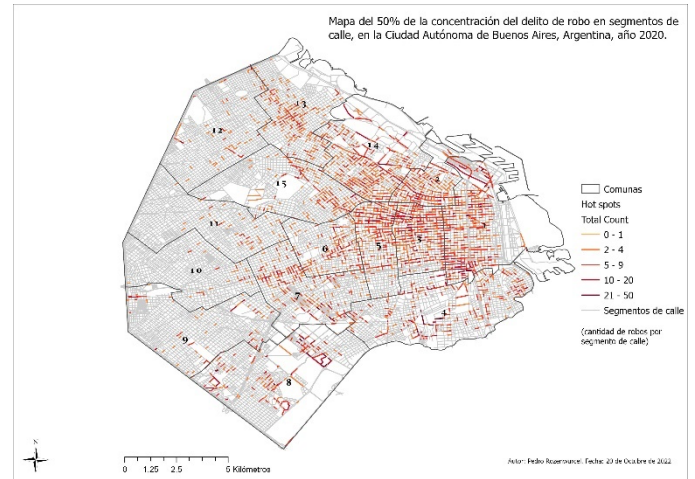 Mapa del 50% de la concentración del delito de robo en segmentos de
calle, en la Ciudad Autónoma de Buenos Aires, Argentina, año 2020.
13
12
14
2
15
11
6
5
3
10
7
4
9
8
Comunas
Hot spots
Total Count
0 - 1
2 - 4
5 - 9
10 - 20
21 - 50
Segmentos de calle
(cantidad de robos por
segmento de calle)
N
0 1.25 2.5 5 Kilómetros
Autor: Pedro Rozenwurcel. Fecha: 20 de Octubre de 2022